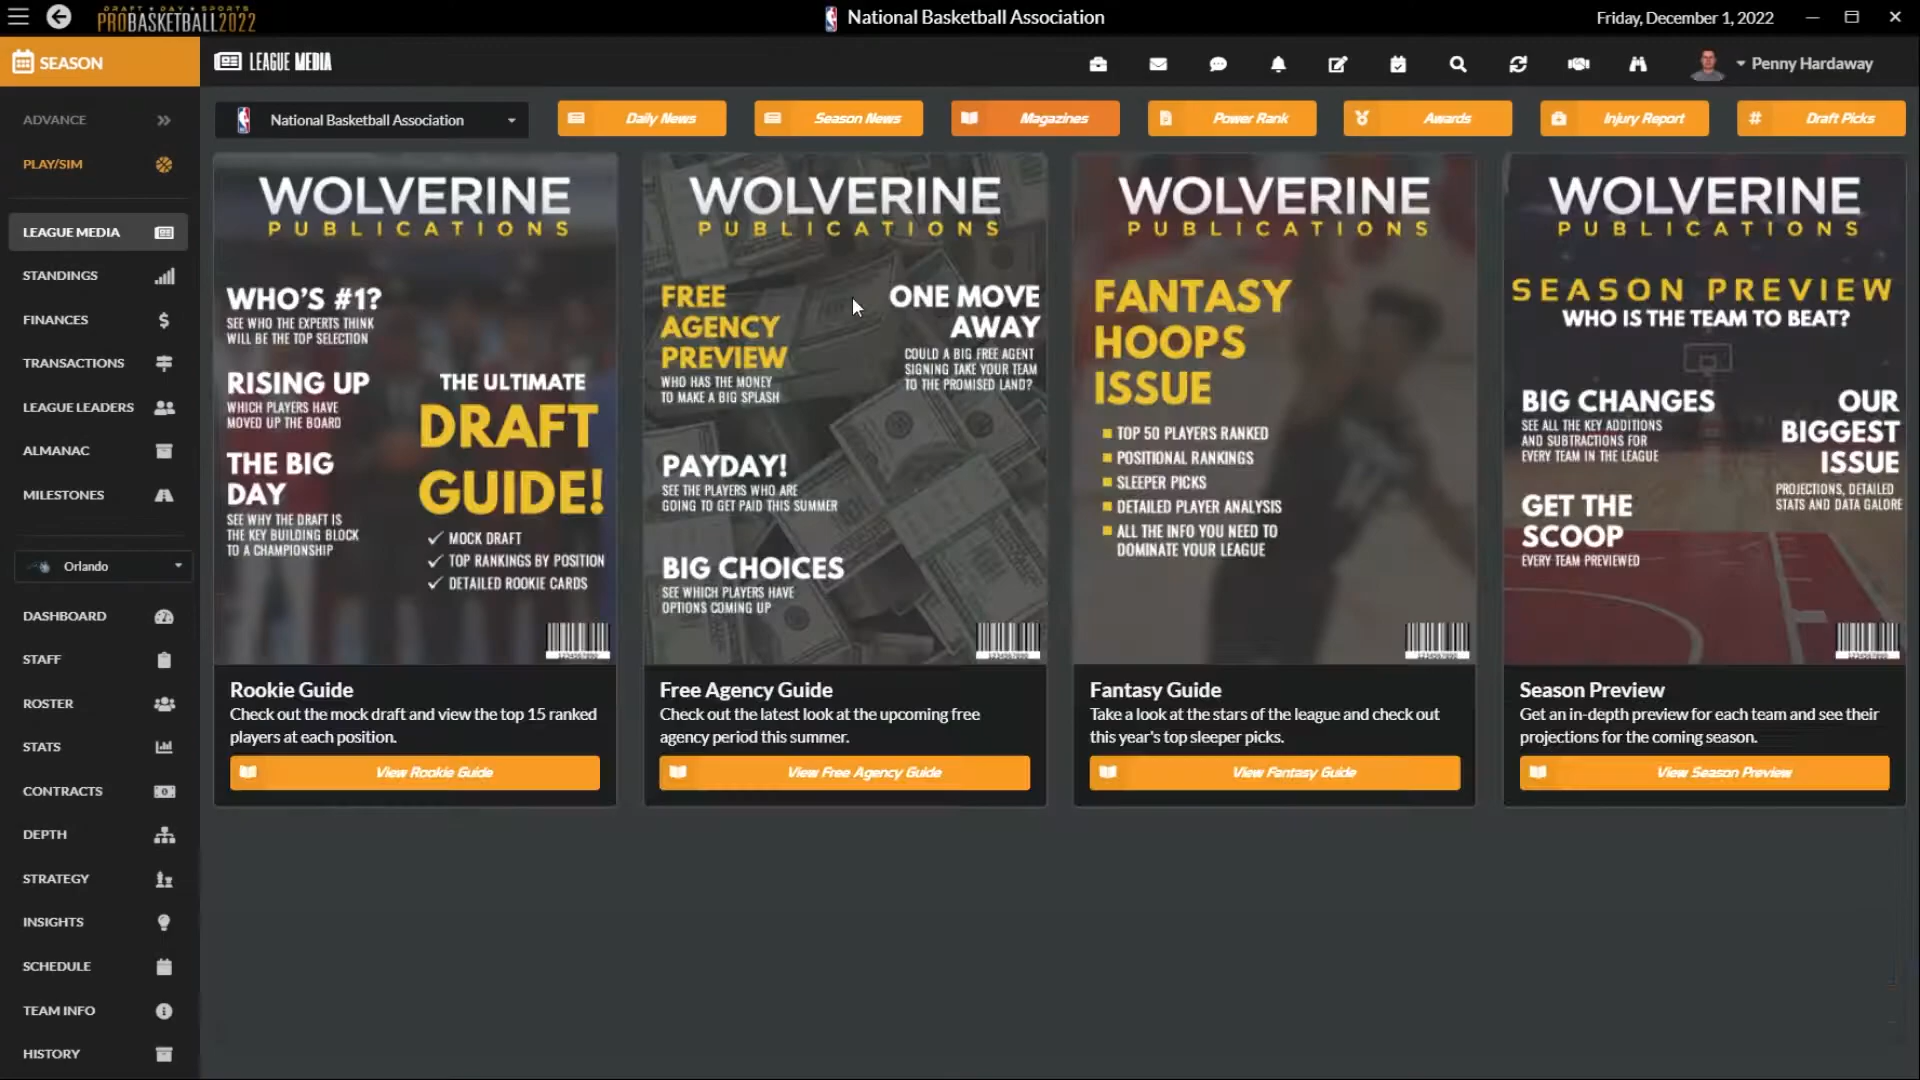 DRAFT • DAY • SPORTS
PROBASKETBALL2022
National Basketball Association
Friday, December 1, 2022
SEASON
LEAGUE MEDIA
Penny Hardaway
ADVANCE
PLAY/SIM
LEAGUE MEDIA
STANDINGS
FINANCES
TRANSACTIONS
LEAGUE LEADERS
ALMANAC
MILESTONES
Orlando
DASHBOARD
STAFF
ROSTER
STATS
CONTRACTS
DEPTH
STRATEGY
INSIGHTS
SCHEDULE
TEAM INFO
HISTORY
National Basketball Association
Daily News
Season News
Magazines
Power Rank
Awards
Injury Report
Draft Picks
WOLVERINE
PUBLICATIONS
WHO'S #1?
SEE WHO THE EXPERTS THINK
WILL BE THE TOP SELECTION
RISING UP
WHICH PLAYERS HAVE
MOVED UP THE BOARD
THE BIG
DAY
SEE WHY THE DRAFT IS
THE KEY BUILDING BLOCK
TO A CHAMPIONSHIP
THE ULTIMATE
DRAFT
GUIDE!
MOCK DRAFT
TOP RANKINGS BY POSITION
DETAILED ROOKIE CARDS
Rookie Guide
Check out the mock draft and view the top 15 ranked
players at each position.
View Rookie Guide
WOLVERINE
PUBLICATIONS
FREE
AGENCY
PREVIEW
WHO HAS THE MONEY
TO MAKE A BIG SPLASH
ONE MOVE
AWAY
COULD A BIG FREE AGENT
SIGNING TAKE YOUR TEAM
TO THE PROMISED LAND?
PAYDAY!
SEE THE PLAYERS WHO ARE
GOING TO GET PAID THIS SUMMER
BIG CHOICES
SEE WHICH PLAYERS HAVE
OPTIONS COMING UP
Free Agency Guide
Check out the latest look at the upcoming free
agency period this summer.
View Free Agency Guide
WOLVERINE
PUBLICATIONS
FANTASY
HOOPS
ISSUE
TOP 50 PLAYERS RANKED
POSITIONAL RANKINGS
SLEEPER PICKS
DETAILED PLAYER ANALYSIS
ALL THE INFO YOU NEED TO
DOMINATE YOUR LEAGUE
Fantasy Guide
Take a look at the stars of the league and check out
this year's top sleeper picks.
View Fantasy Guide
WOLVERINE
PUBLICATIONS
SEASON PREVIEW
WHO IS THE TEAM TO BEAT?
BIG CHANGES
SEE ALL THE KEY ADDITIONS
AND SUBTRACTIONS FOR
EVERY TEAM IN THE LEAGUE
OUR
BIGGEST
ISSUE
PROJECTIONS, DETAILED
STATS AND DATA GALORE
GET THE
SCOOP
EVERY TEAM PREVIEWED
Season Preview
Get an in-depth preview for each team and see their
projections for the coming season.
View Season Preview